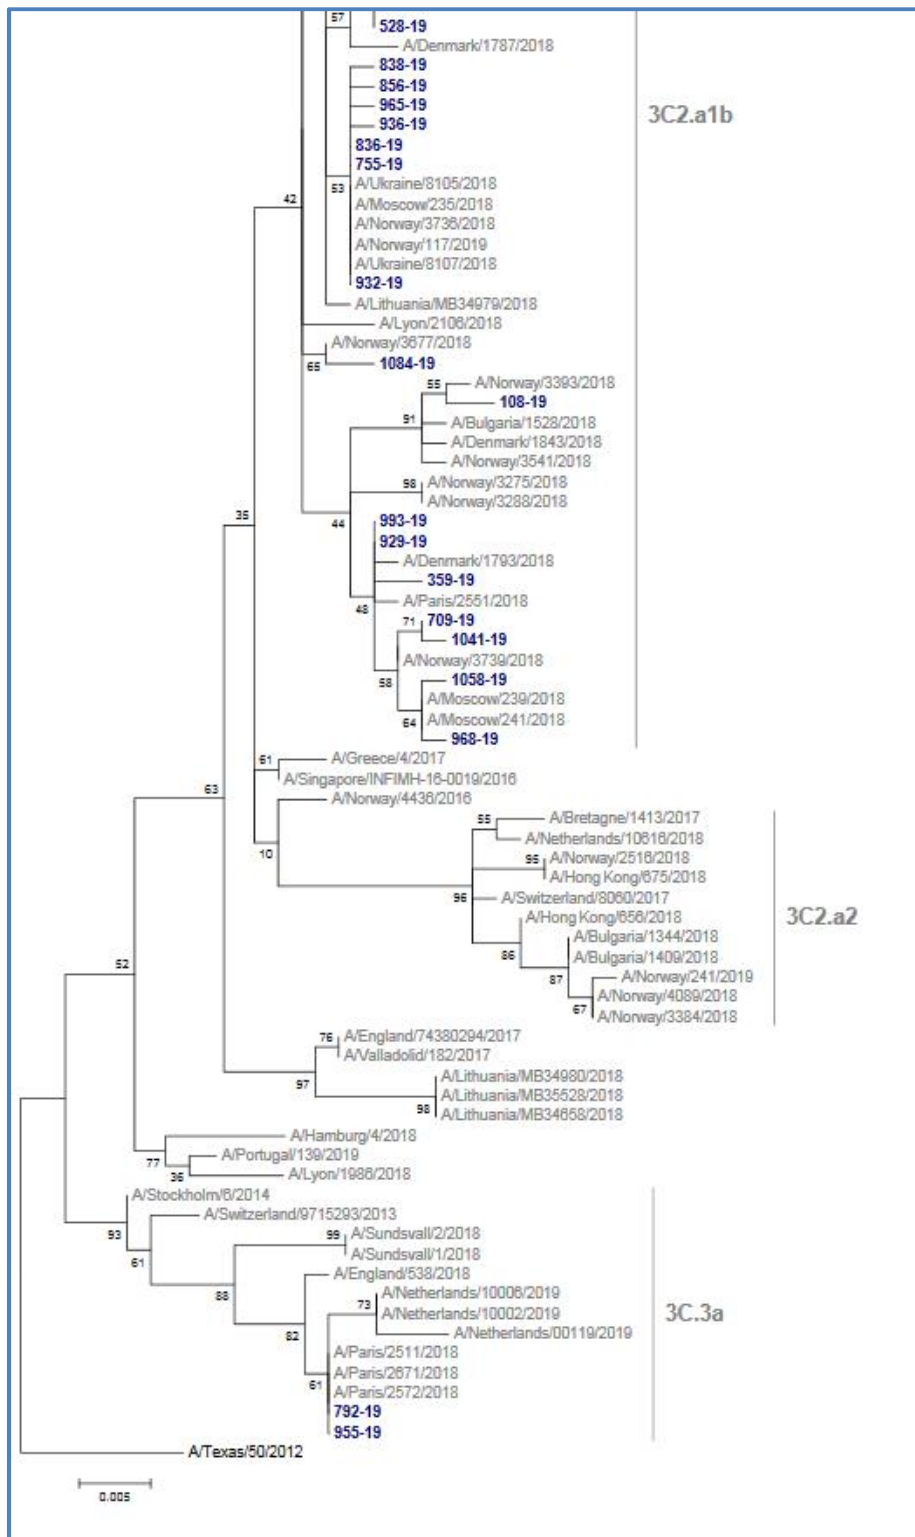 57
528-19
A/Denmark/1787/2018
838-19
856-19
965-19
936-19
3C2.a1b
836-19
755-19
53
A/Ukraine/8105/2018
42
A/Moscow/235/2018
A/Norway/3736/2018
A/Norway/117/2019
A/Ukraine/8107/2018
932-19
A/Lithuania/MB34979/2018
A/Lyon/2106/2018
A/Norway/3677/2018
65
1084-19
55
A/Norway/3393/2018
108-19
91
A/Bulgaria/1528/2018
A/Denmark/1843/2018
A/Norway/3541/2018
98
A/Norway/3275/2018
A/Norway/3288/2018
35
44
993-19
929-19
A/Denmark/1793/2018
359-19
48
A/Paris/2551/2018
71
709-19
1041-19
A/Norway/3739/2018
58
1058-19
A/Moscow/239/2018
64
A/Moscow/241/2018
968-19
61
A/Greece/4/2017
A/Singapore/INFIMH-16-0019/2016
63
A/Norway/4436/2016
55
A/Bretagne/1413/2017
A/Netherlands/10616/2018
10
95
A/Norway/2516/2018
A/Hong Kong/675/2018
96
A/Switzerland/8060/2017
A/Hong Kong/656/2018
3C2.a2
A/Bulgaria/1344/2018
86
A/Bulgaria/1409/2018
52
87
A/Norway/241/2019
A/Norway/4089/2018
67
A/Norway/3384/2018
76
A/England/74380294/2017
A/Valladolid/182/2017
97
A/Lithuania/MB34980/2018
A/Lithuania/MB35528/2018
98
A/Lithuania/MB34658/2018
A/Hamburg/4/2018
77
A/Portugal/139/2019
36
A/Lyon/1986/2018
A/Stockholm/6/2014
A/Switzerland/9715293/2013
93
99
A/Sundsvall/2/2018
61
A/Sundsvall/1/2018
A/England/538/2018
88
A/Netherlands/10006/2019
73
A/Netherlands/10002/2019
3C.3a
82
A/Netherlands/00119/2019
A/Paris/2511/2018
A/Paris/2671/2018
61
A/Paris/2572/2018
792-19
955-19
A/Texas/50/2012
0.005